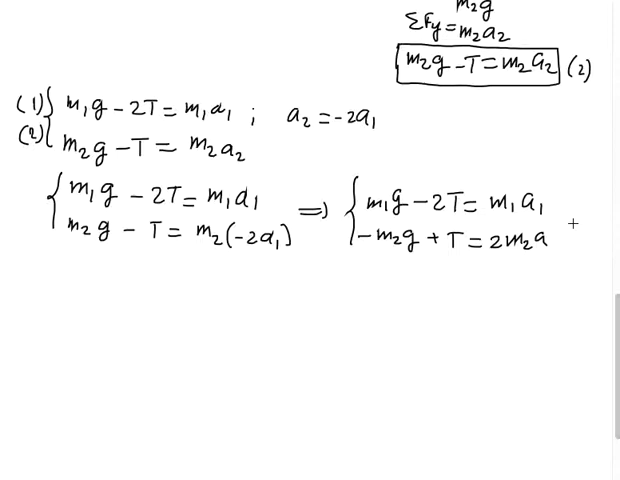 m₂g
ΣFy = m₂a₂
m₂g - T = m₂a₂ (2)
(1) { m₁g - 2T = m₁a₁ ; a₂ = -2a₁
(2) { m₂g - T = m₂a₂
{ m₁g - 2T = m₁a₁ ⇒ { m₁g - 2T = m₁a₁
{ m₂g - T = m₂(-2a₁) { -m₂g + T = 2m₂a +